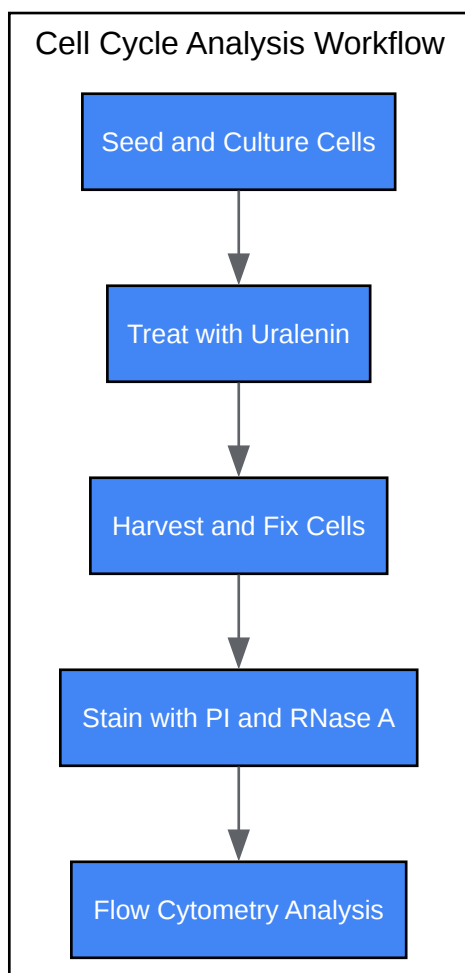 Cell Cycle Analysis Workflow
Seed and Culture Cells
Treat with Uralenin
Harvest and Fix Cells
Stain with PI and RNase A
Flow Cytometry Analysis